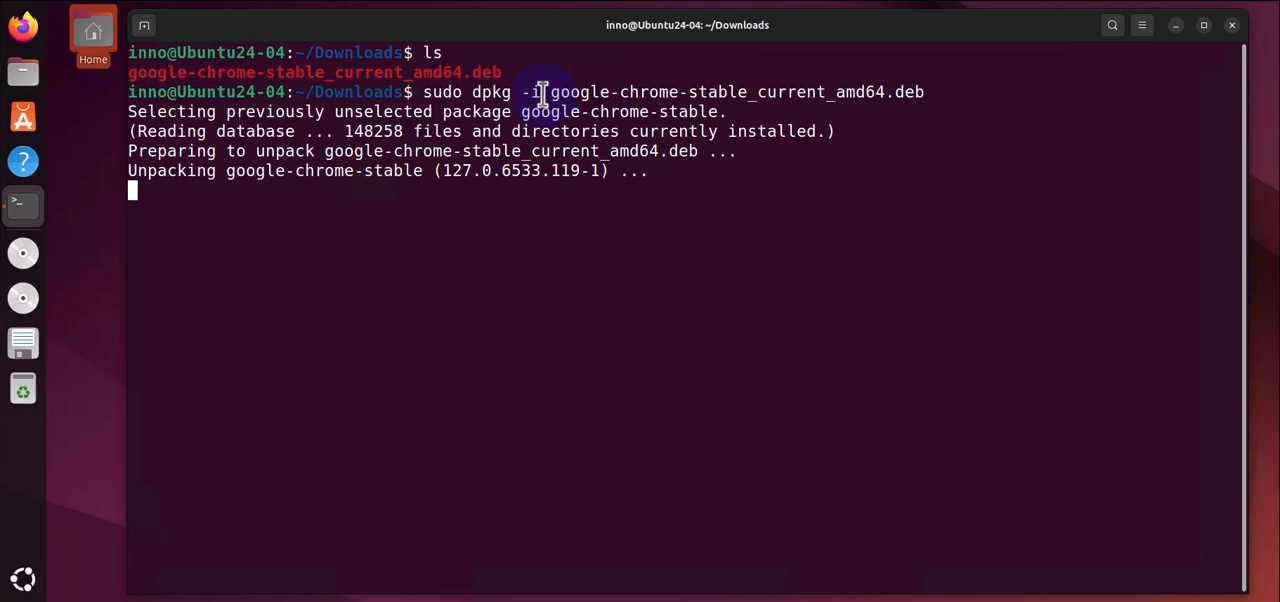 inno@Ubuntu24-04: ~/Downloads
Home
inno@Ubuntu24-04:~/Downloads$ ls
google-chrome-stable_current_amd64.deb
inno@Ubuntu24-04:~/Downloads$ sudo dpkg -i google-chrome-stable_current_amd64.deb
Selecting previously unselected package google-chrome-stable.
(Reading database ... 148258 files and directories currently installed.)
Preparing to unpack google-chrome-stable_current_amd64.deb ...
Unpacking google-chrome-stable (127.0.6533.119-1) ...